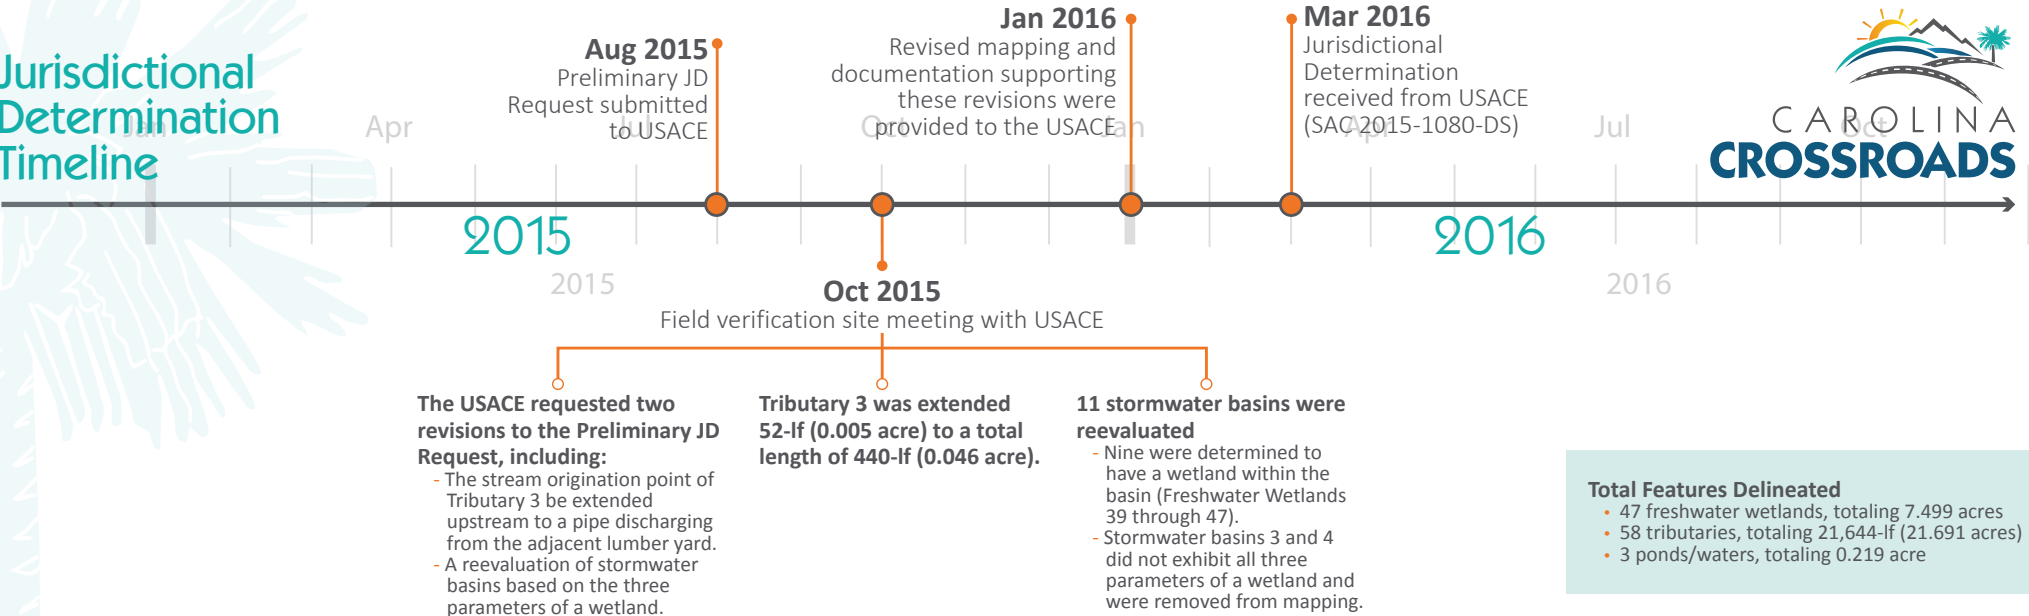 Jurisdictional
Determination
Timeline
Jan
Apr
Jul
Oct
Jan
Apr
Jul
Oct
Aug 2015
Preliminary JD
Request submitted
to USACE
Jan 2016
Revised mapping and
documentation supporting
these revisions were
provided to the USACE
Mar 2016
Jurisdictional
Determination
received from USACE
(SAC 2015-1080-DS)
CAROLINA
CROSSROADS
2015
2016
2015
2016
Oct 2015
Field verification site meeting with USACE
The USACE requested two
revisions to the Preliminary JD
Request, including:
- The stream origination point of
Tributary 3 be extended
upstream to a pipe discharging
from the adjacent lumber yard.
- A reevaluation of stormwater
basins based on the three
parameters of a wetland.
Tributary 3 was extended
52-lf (0.005 acre) to a total
length of 440-lf (0.046 acre).
11 stormwater basins were
reevaluated
- Nine were determined to
have a wetland within the
basin (Freshwater Wetlands
39 through 47).
- Stormwater basins 3 and 4
did not exhibit all three
parameters of a wetland and
were removed from mapping.
Total Features Delineated
• 47 freshwater wetlands, totaling 7.499 acres
• 58 tributaries, totaling 21,644-lf (21.691 acres)
• 3 ponds/waters, totaling 0.219 acre